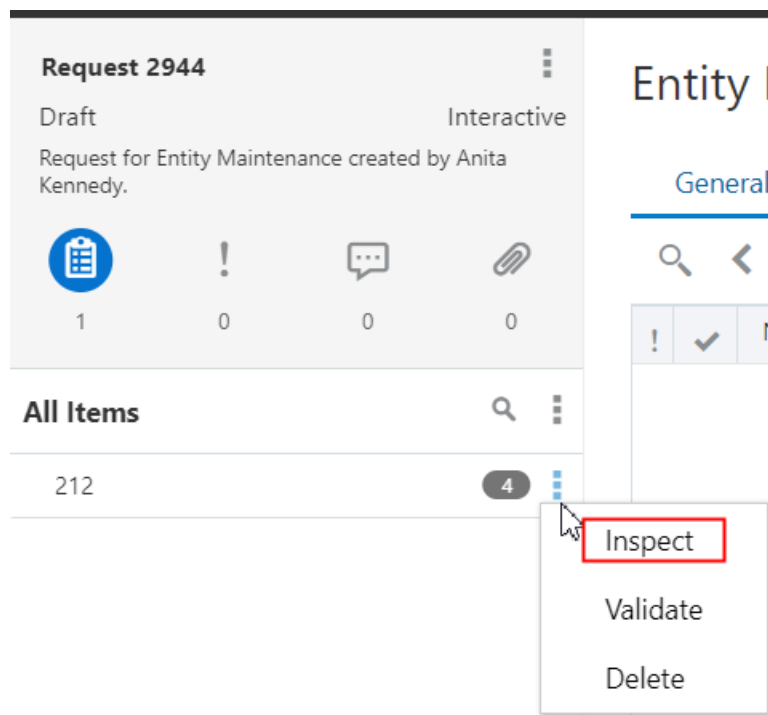 Request 2944
Draft Interactive
Request for Entity Maintenance created by Anita
Kennedy.
1 0 0 0
All Items
212 4
Inspect
Validate
Delete
Entity
General